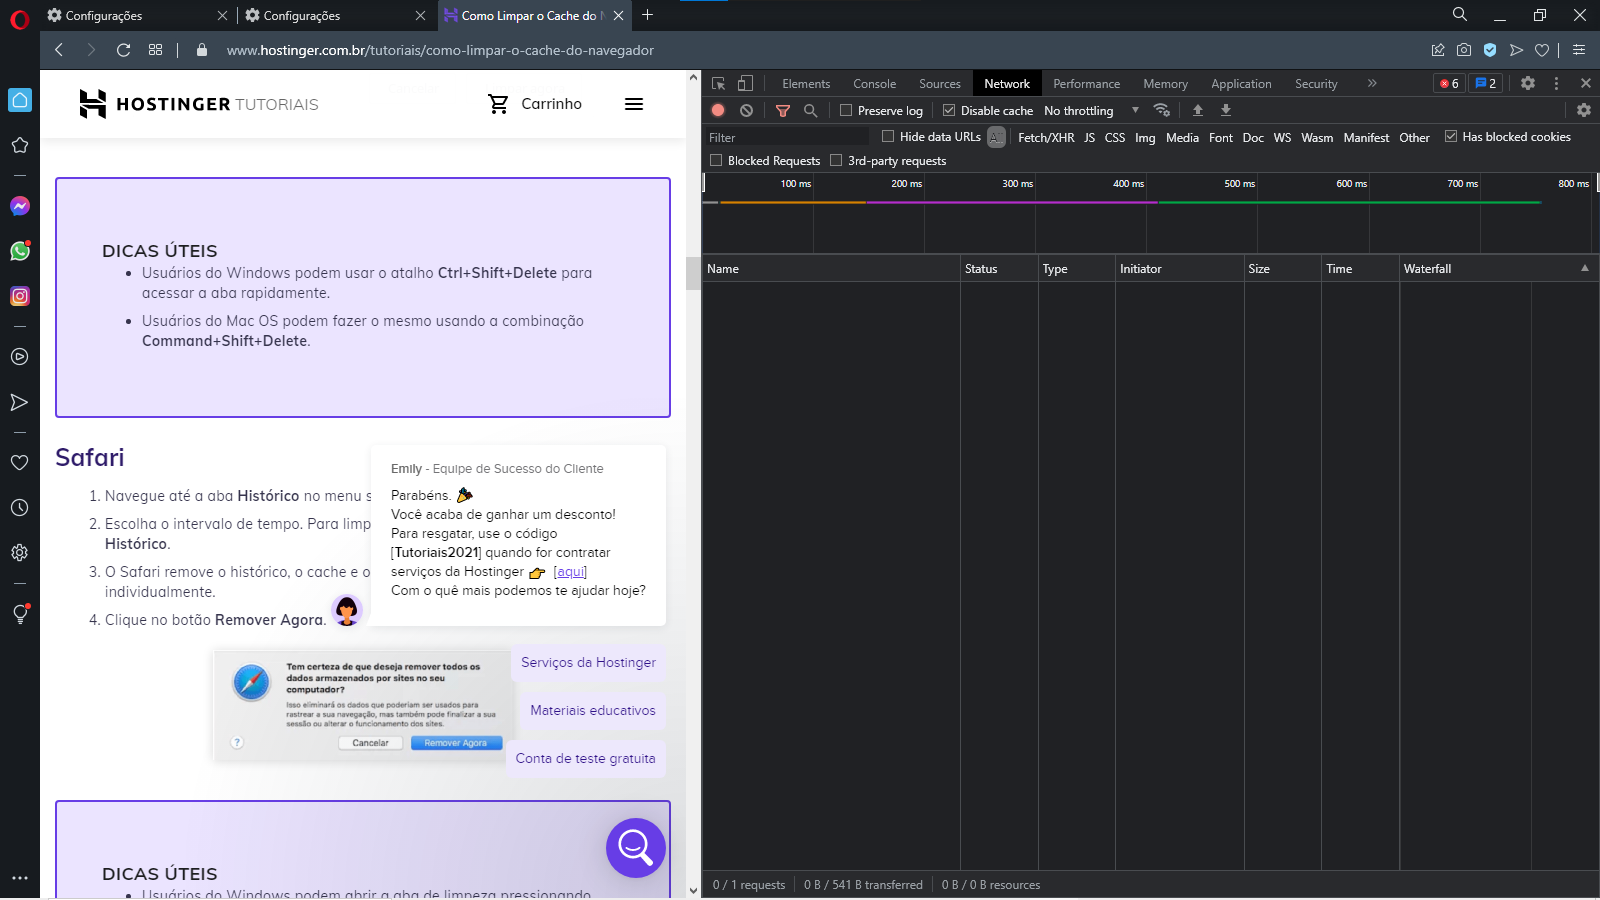 Configurações
Configurações
Como Limpar o Cache do N
www.hostinger.com.br/tutoriais/como-limpar-o-cache-do-navegador
HOSTINGER TUTORIAIS
Carrinho
DICAS ÚTEIS
Usuários do Windows podem usar o atalho Ctrl+Shift+Delete para
acessar a aba rapidamente.
Usuários do Mac OS podem fazer o mesmo usando a combinação
Command+Shift+Delete.
Safari
1. Navegue até a aba Histórico no menu s
2. Escolha o intervalo de tempo. Para limp
Histórico.
3. O Safari remove o histórico, o cache e o
individualmente.
4. Clique no botão Remover Agora.
Emily - Equipe de Sucesso do Cliente
Parabéns.
Você acaba de ganhar um desconto!
Para resgatar, use o código
[Tutoriais2021] quando for contratar
serviços da Hostinger [aqui]
Com o quê mais podemos te ajudar hoje?
Tem certeza de que deseja remover todos os
dados armazenados por sites no seu
computador?
Isso eliminará os dados que poderiam ser usados para
rastrear a sua navegação, mas também pode finalizar a sua
sessão ou alterar o funcionamento dos sites.
?
Cancelar
Remover Agora
Serviços da Hostinger
Materiais educativos
Conta de teste gratuita
DICAS ÚTEIS
Usuários do Windows podem abrir a aba de limpeza pressionando
Elements Console Sources Network Performance Memory Application Security » 6 2
Preserve log Disable cache No throttling
Filter Hide data URLs All Fetch/XHR JS CSS Img Media Font Doc WS Wasm Manifest Other Has blocked cookies
Blocked Requests 3rd-party requests
100 ms 200 ms 300 ms 400 ms 500 ms 600 ms 700 ms 800 ms
Name Status Type Initiator Size Time Waterfall
0 / 1 requests 0 B / 541 B transferred 0 B / 0 B resources